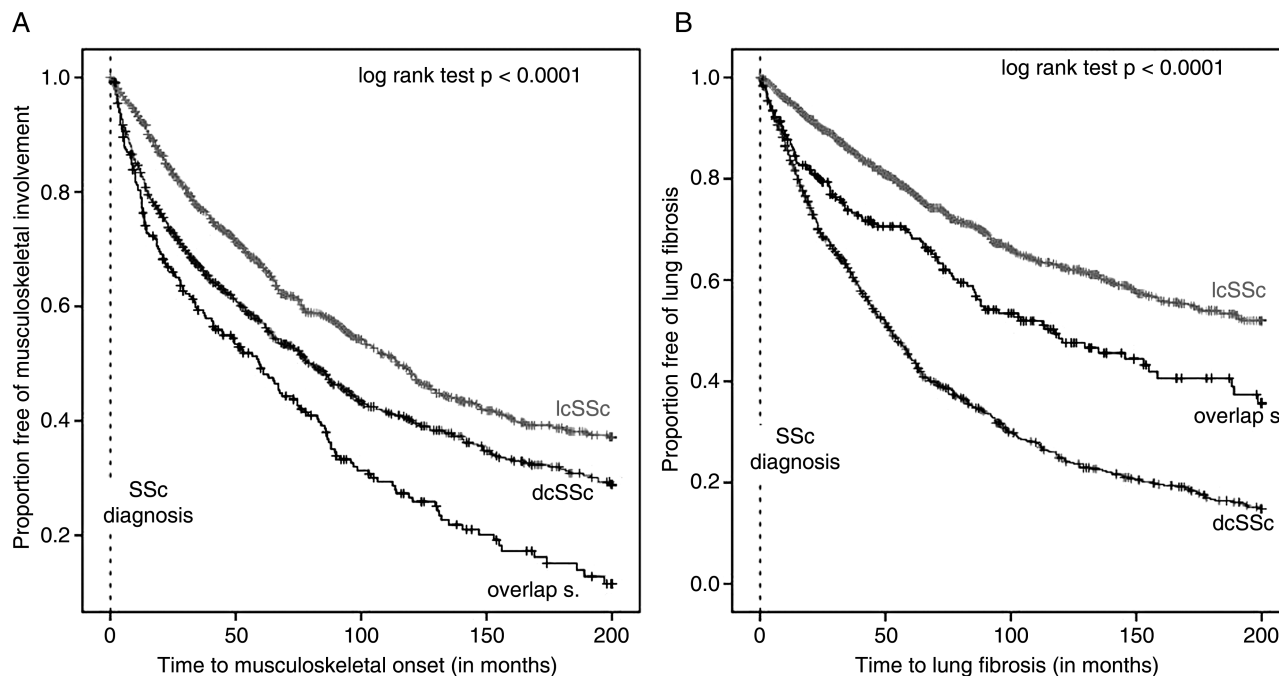 A
log rank test p < 0.0001
Proportion free of musculoskeletal involvement
1.0
0.8
0.6
0.4
0.2
lcSSc
dcSSc
overlap s.
SSc
diagnosis
0
50
100
150
200
Time to musculoskeletal onset (in months)
B
log rank test p < 0.0001
Proportion free of lung fibrosis
1.0
0.8
0.6
0.4
0.2
0.0
lcSSc
overlap s.
dcSSc
SSc
diagnosis
0
50
100
150
200
Time to lung fibrosis (in months)